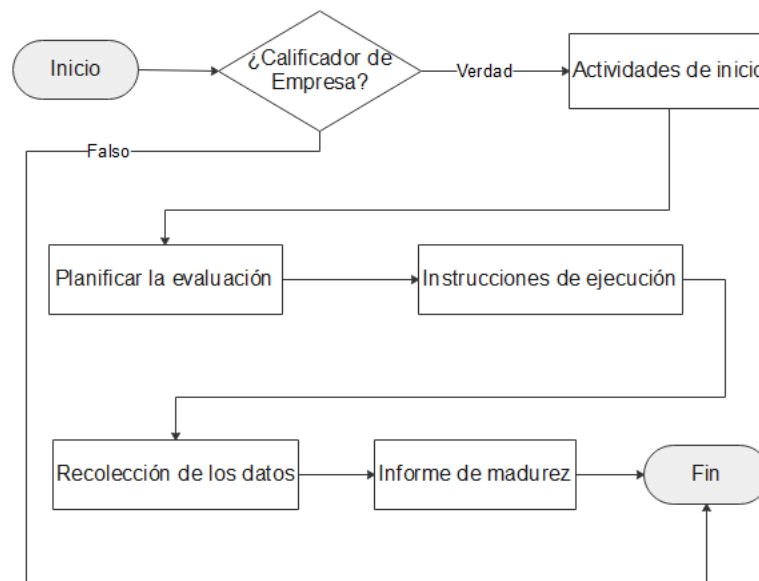 Inicio
¿Calificador de
Empresa?
Verdad
Actividades de inicio
Falso
Planificar la evaluación
Instrucciones de ejecución
Recolección de los datos
Informe de madurez
Fin